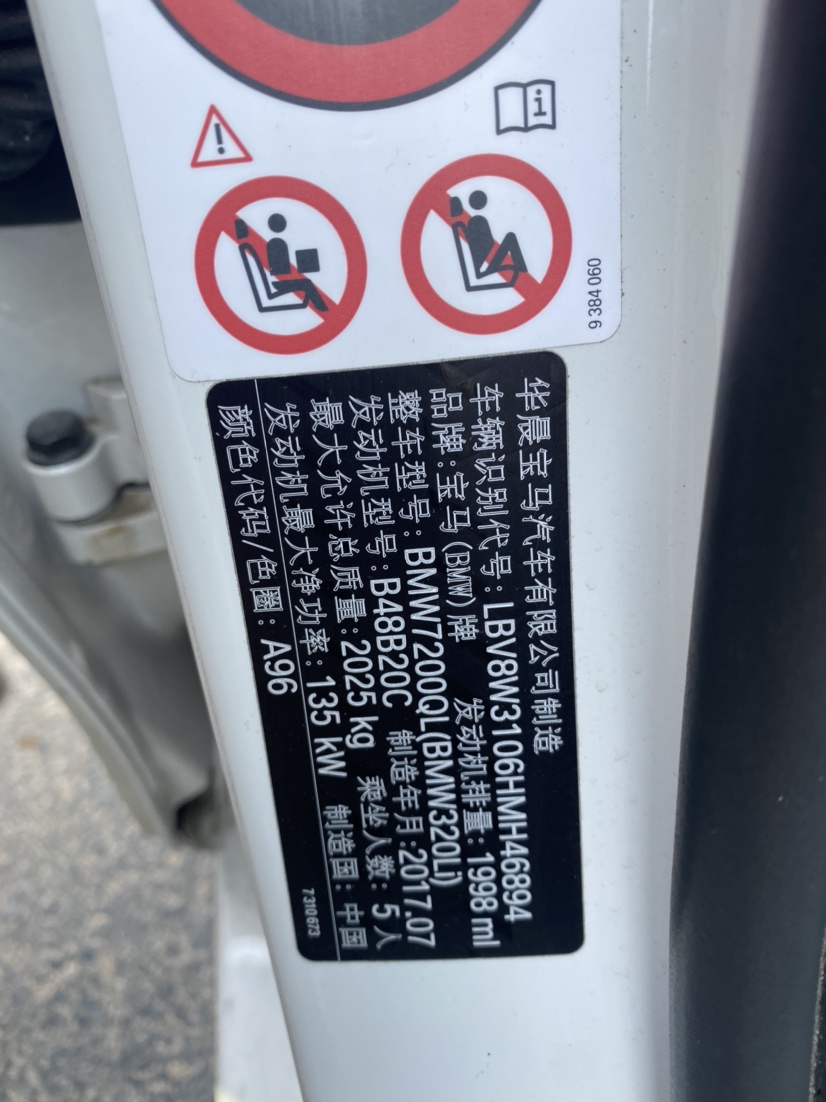 9 384 060
华晨宝马汽车有限公司制造
车辆识别代号:LBV8W3106HMH46894
品牌:宝马(BMW)牌 发动机排量:1998 ml
整车型号:BMW7200QL(BMW320Li)
发动机型号:B48B20C 制造年月:2017.07
最大允许总质量:2025 kg 乘坐人数:5人
发动机最大净功率:135 kW 制造国:中国
颜色代码/色圈:A96
7310673